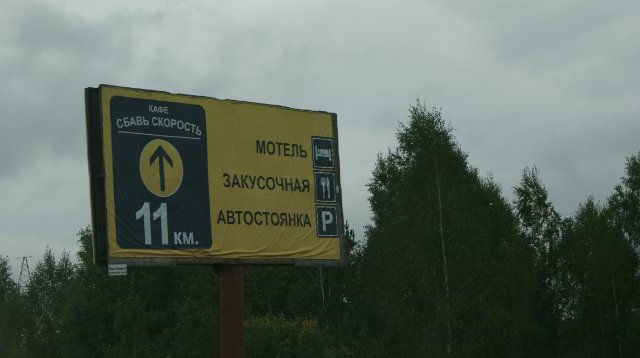 КАФЕ
СБАВЬ СКОРОСТЬ
11 КМ.
МОТЕЛЬ
ЗАКУСОЧНАЯ
АВТОСТОЯНКА P